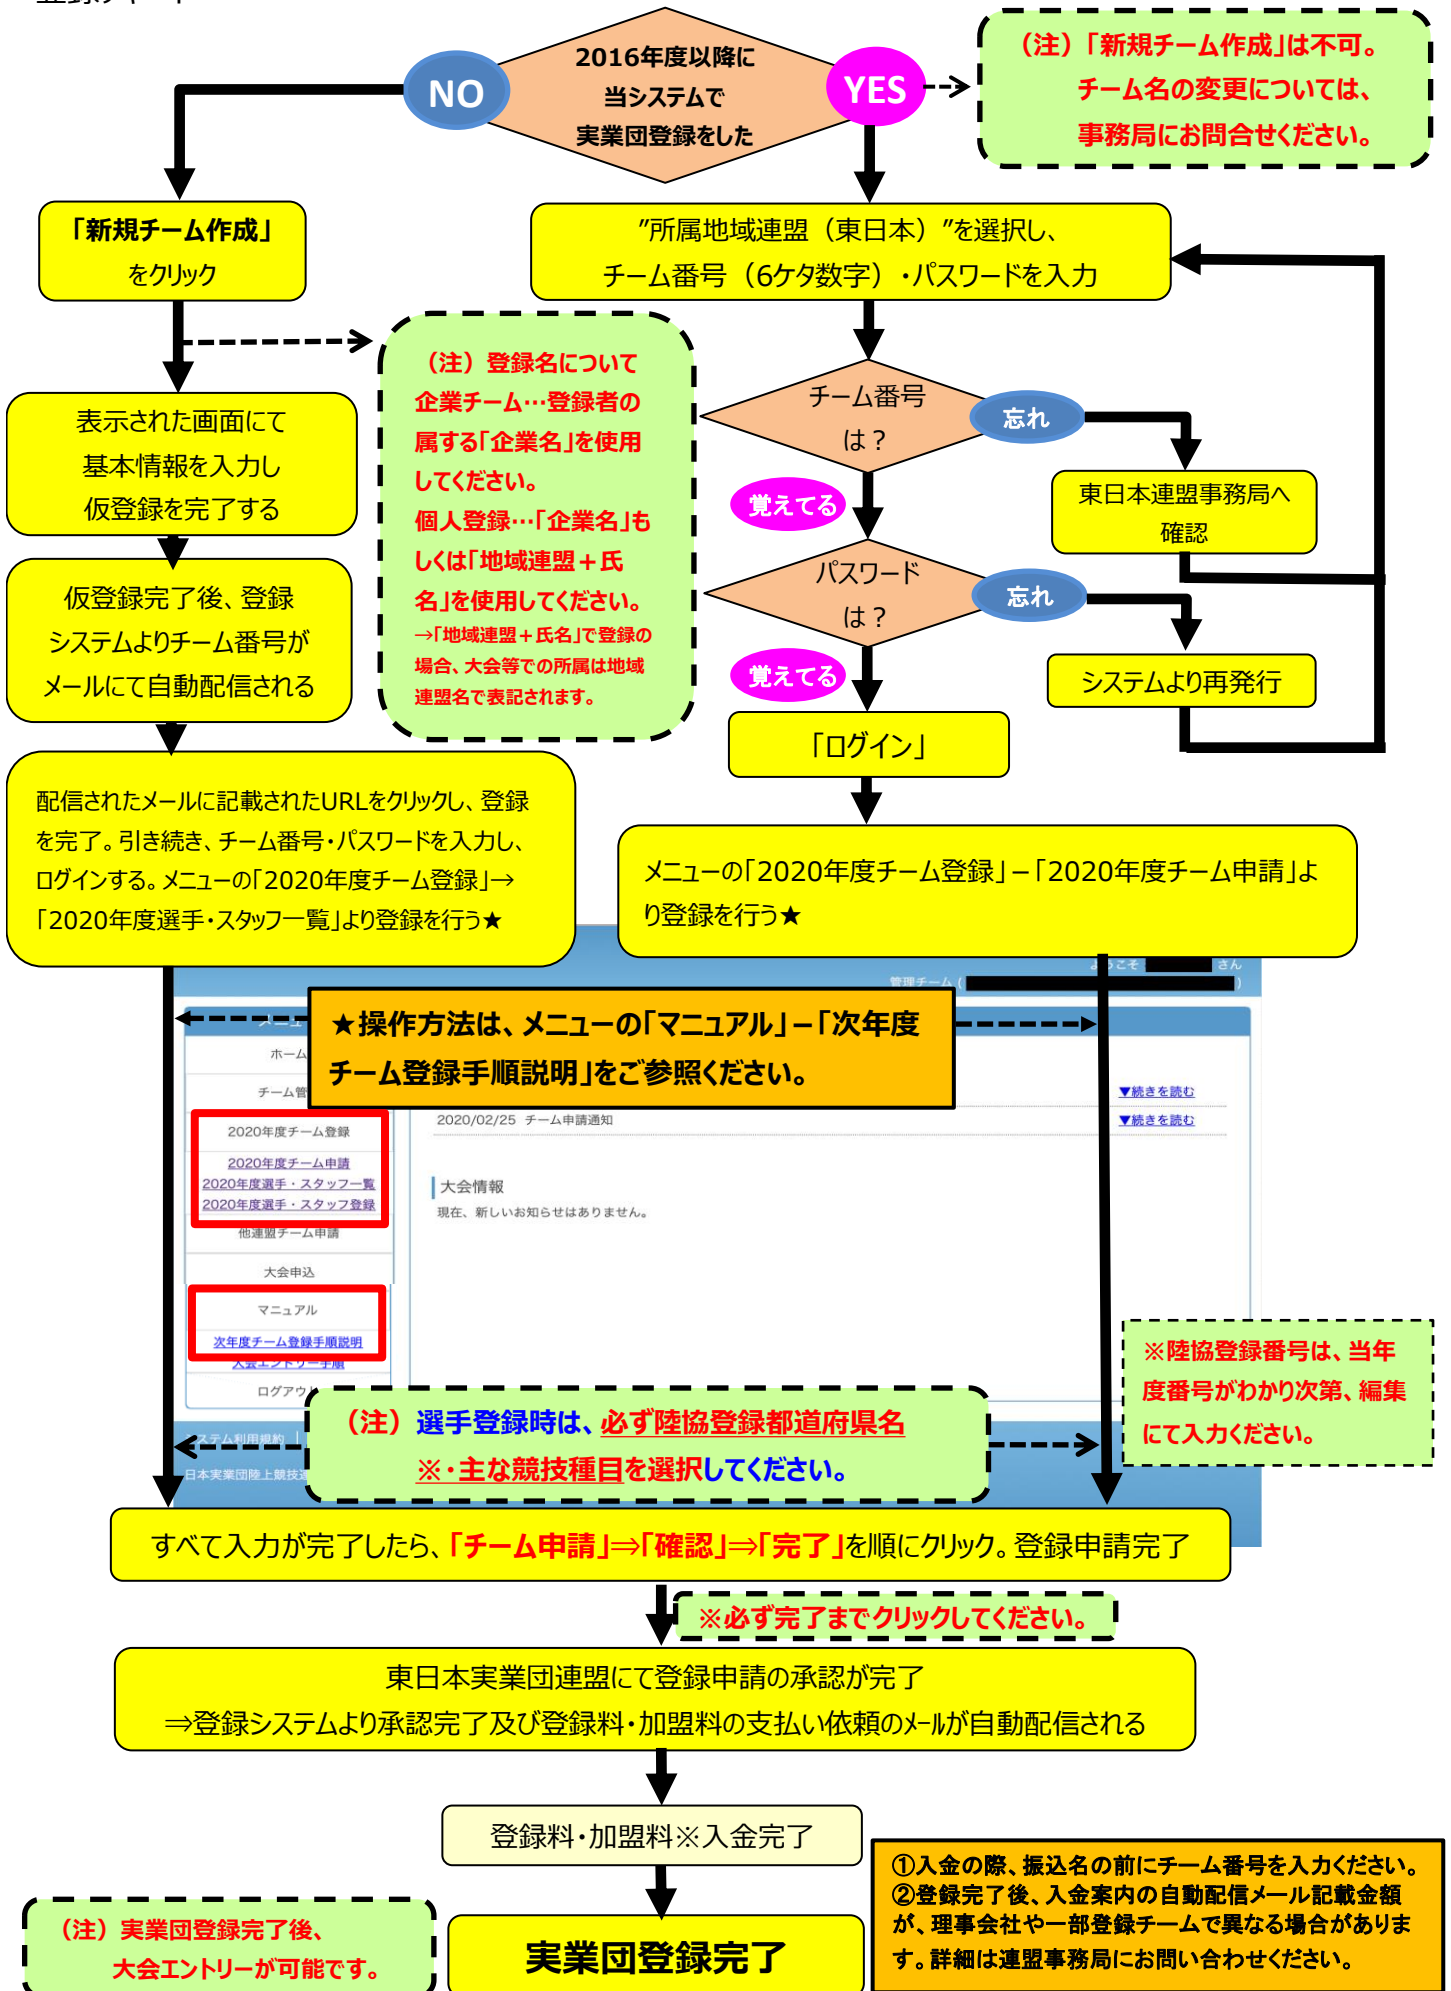 2016年度以降に
当システムで
実業団登録をした
NO
YES
（注）「新規チーム作成」は不可。
チーム名の変更については、
事務局にお問合せください。
「新規チーム作成」
をクリック
”所属地域連盟（東日本）”を選択し、
チーム番号（6ケタ数字）・パスワードを入力
（注）登録名について
企業チーム…登録者の
属する「企業名」を使用
してください。
個人登録…「企業名」も
しくは「地域連盟＋氏
名」を使用してください。
→「地域連盟＋氏名」で登録の
場合、大会等での所属は地域
連盟名で表記されます。
表示された画面にて
基本情報を入力し
仮登録を完了する
チーム番号
は？
忘れ
覚えてる
東日本連盟事務局へ
確認
仮登録完了後、登録
システムよりチーム番号が
メールにて自動配信される
パスワード
は？
忘れ
覚えてる
システムより再発行
「ログイン」
配信されたメールに記載されたURLをクリックし、登録
を完了。引き続き、チーム番号・パスワードを入力し、
ログインする。メニューの「2020年度チーム登録」→
「2020年度選手・スタッフ一覧」より登録を行う★
メニューの「2020年度チーム登録」－「2020年度チーム申請」よ
り登録を行う★
ようこそ さん
管理チーム ( )
★操作方法は、メニューの「マニュアル」－「次年度
チーム登録手順説明」をご参照ください。
ホーム
チーム管
▼続きを読む
2020/02/25 チーム申請通知
▼続きを読む
2020年度チーム登録
2020年度チーム申請
2020年度選手・スタッフ一覧
2020年度選手・スタッフ登録
大会情報
現在、新しいお知らせはありません。
他連盟チーム申請
大会申込
マニュアル
次年度チーム登録手順説明
大会エントリー手順
ログアウ
※陸協登録番号は、当年
度番号がわかり次第、編集
にて入力ください。
（注）選手登録時は、必ず陸協登録都道府県名
※・主な競技種目を選択してください。
ステム利用規約
日本実業団陸上競技連
すべて入力が完了したら、「チーム申請」⇒「確認」⇒「完了」を順にクリック。登録申請完了
※必ず完了までクリックしてください。
東日本実業団連盟にて登録申請の承認が完了
⇒登録システムより承認完了及び登録料・加盟料の支払い依頼のメールが自動配信される
登録料・加盟料※入金完了
①入金の際、振込名の前にチーム番号を入力ください。
②登録完了後、入金案内の自動配信メール記載金額
が、理事会社や一部登録チームで異なる場合がありま
す。詳細は連盟事務局にお問い合わせください。
（注）実業団登録完了後、
大会エントリーが可能です。
実業団登録完了